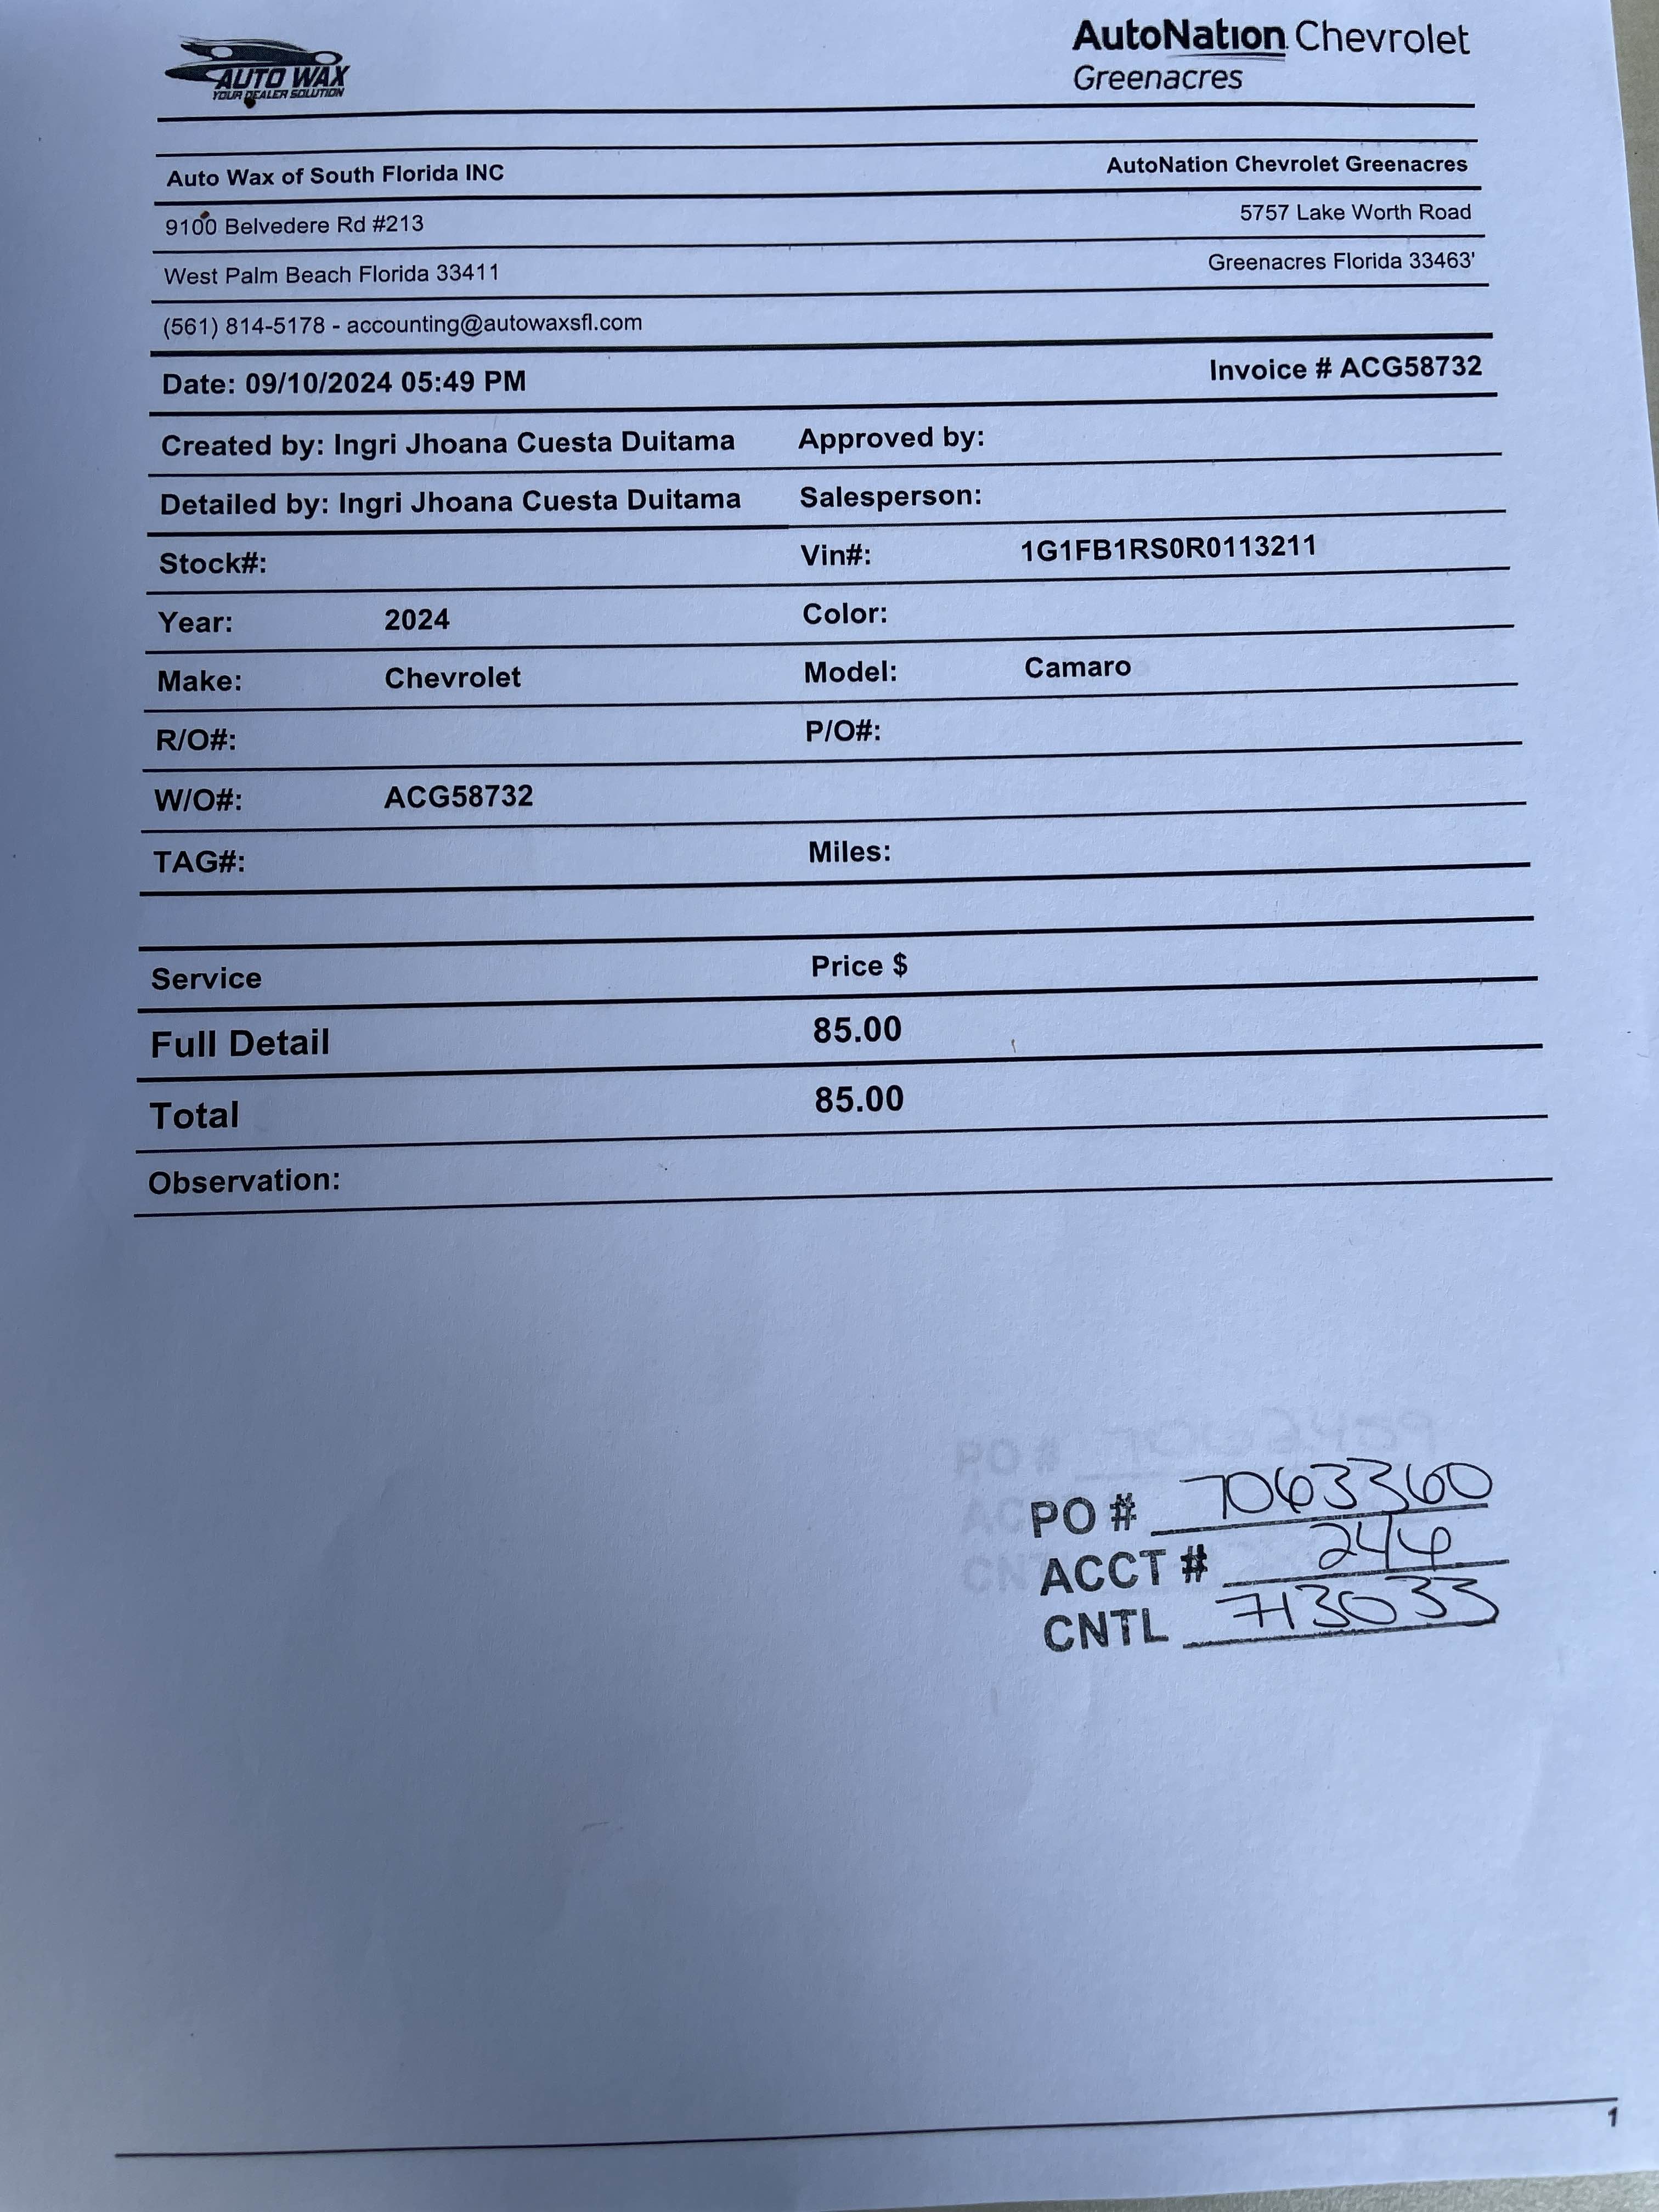 AUTO WAX
YOUR DEALER SOLUTION
AutoNation Chevrolet
Greenacres
Auto Wax of South Florida INC
AutoNation Chevrolet Greenacres
9100 Belvedere Rd #213
5757 Lake Worth Road
West Palm Beach Florida 33411
Greenacres Florida 33463'
(561) 814-5178 - accounting@autowaxsfl.com
Date: 09/10/2024 05:49 PM
Invoice # ACG58732
Created by: Ingri Jhoana Cuesta Duitama Approved by:
Detailed by: Ingri Jhoana Cuesta Duitama Salesperson:
Stock#: Vin#: 1G1FB1RS0R0113211
Year: 2024 Color:
Make: Chevrolet Model: Camaro
R/O#: P/O#:
W/O#: ACG58732
TAG#: Miles:
Service Price $
Full Detail 85.00
Total 85.00
Observation:
PO #
PO # 7063360
ACCT # 246
CNTL 713033
1